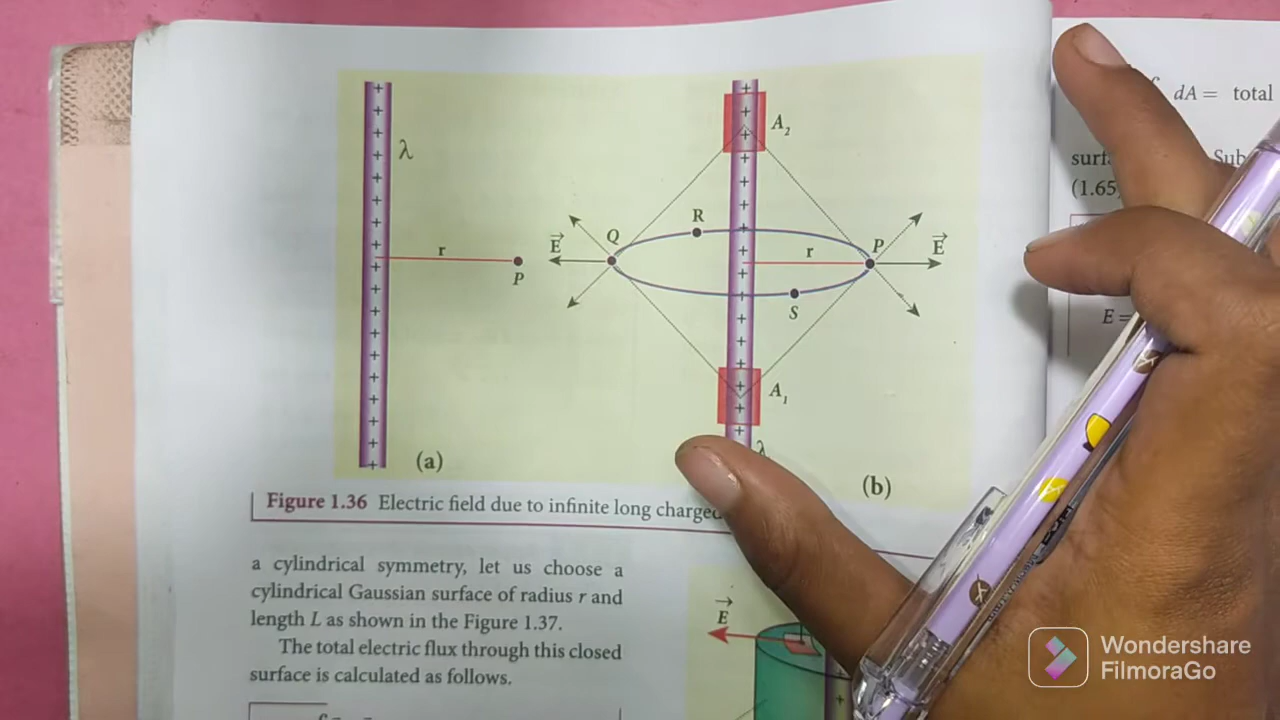 λ
r
P
(a)
A₂
R
Q
E⃗
r
P
E⃗
S
A₁
λ
(b)
Figure 1.36 Electric field due to infinite long charged
a cylindrical symmetry, let us choose a
cylindrical Gaussian surface of radius r and
length L as shown in the Figure 1.37.
The total electric flux through this closed
surface is calculated as follows.
E⃗
dA = total
Sub
(1.65
E =
Wondershare
FilmoraGo